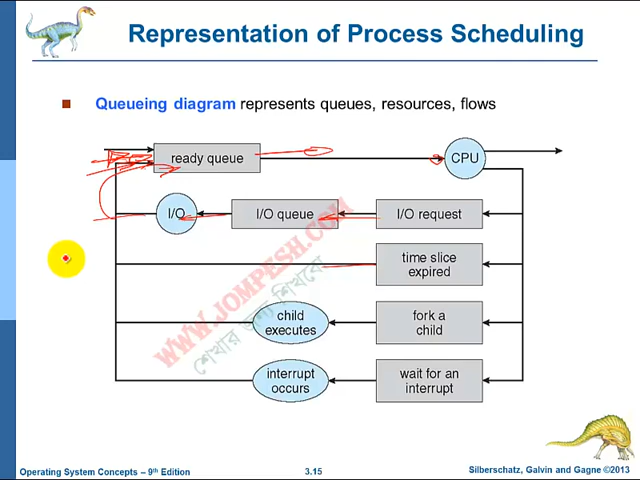 Representation of Process Scheduling
Queueing diagram represents queues, resources, flows
ready queue
CPU
I/O
I/O queue
I/O request
time slice
expired
child
executes
fork a
child
interrupt
occurs
wait for an
interrupt
WWW.JOMPESH.COM
শেখার জন্য শিখবো
Operating System Concepts – 9th Edition
3.15
Silberschatz, Galvin and Gagne ©2013